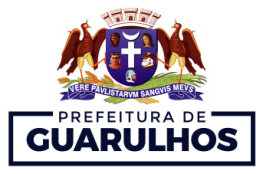 VERE PAVLISTARVM SANGVIS MEVS
PREFEITURA DE
GUARULHOS